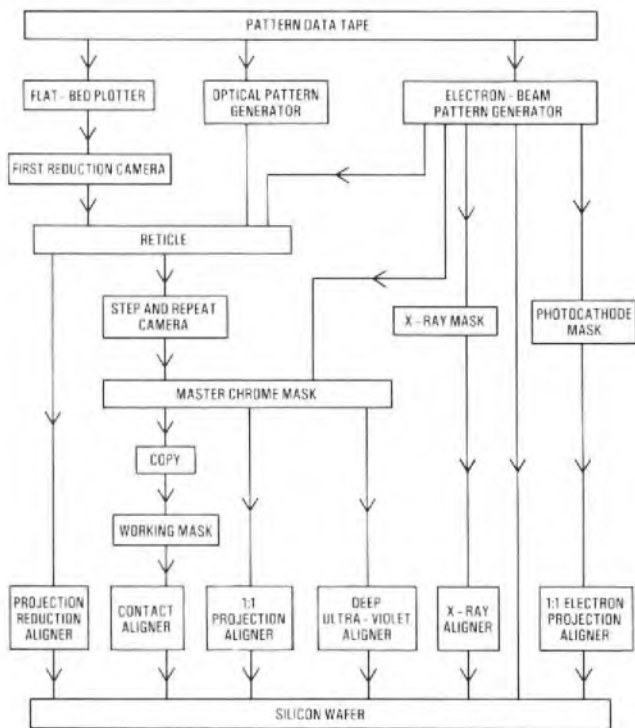 PATTERN DATA TAPE
FLAT - BED PLOTTER
OPTICAL PATTERN
GENERATOR
ELECTRON - BEAM
PATTERN GENERATOR
FIRST REDUCTION CAMERA
RETICLE
STEP AND REPEAT
CAMERA
X - RAY MASK
PHOTOCATHODE
MASK
MASTER CHROME MASK
COPY
WORKING MASK
PROJECTION
REDUCTION
ALIGNER
CONTACT
ALIGNER
1:1
PROJECTION
ALIGNER
DEEP
ULTRA - VIOLET
ALIGNER
X - RAY
ALIGNER
1:1 ELECTRON
PROJECTION
ALIGNER
SILICON WAFER